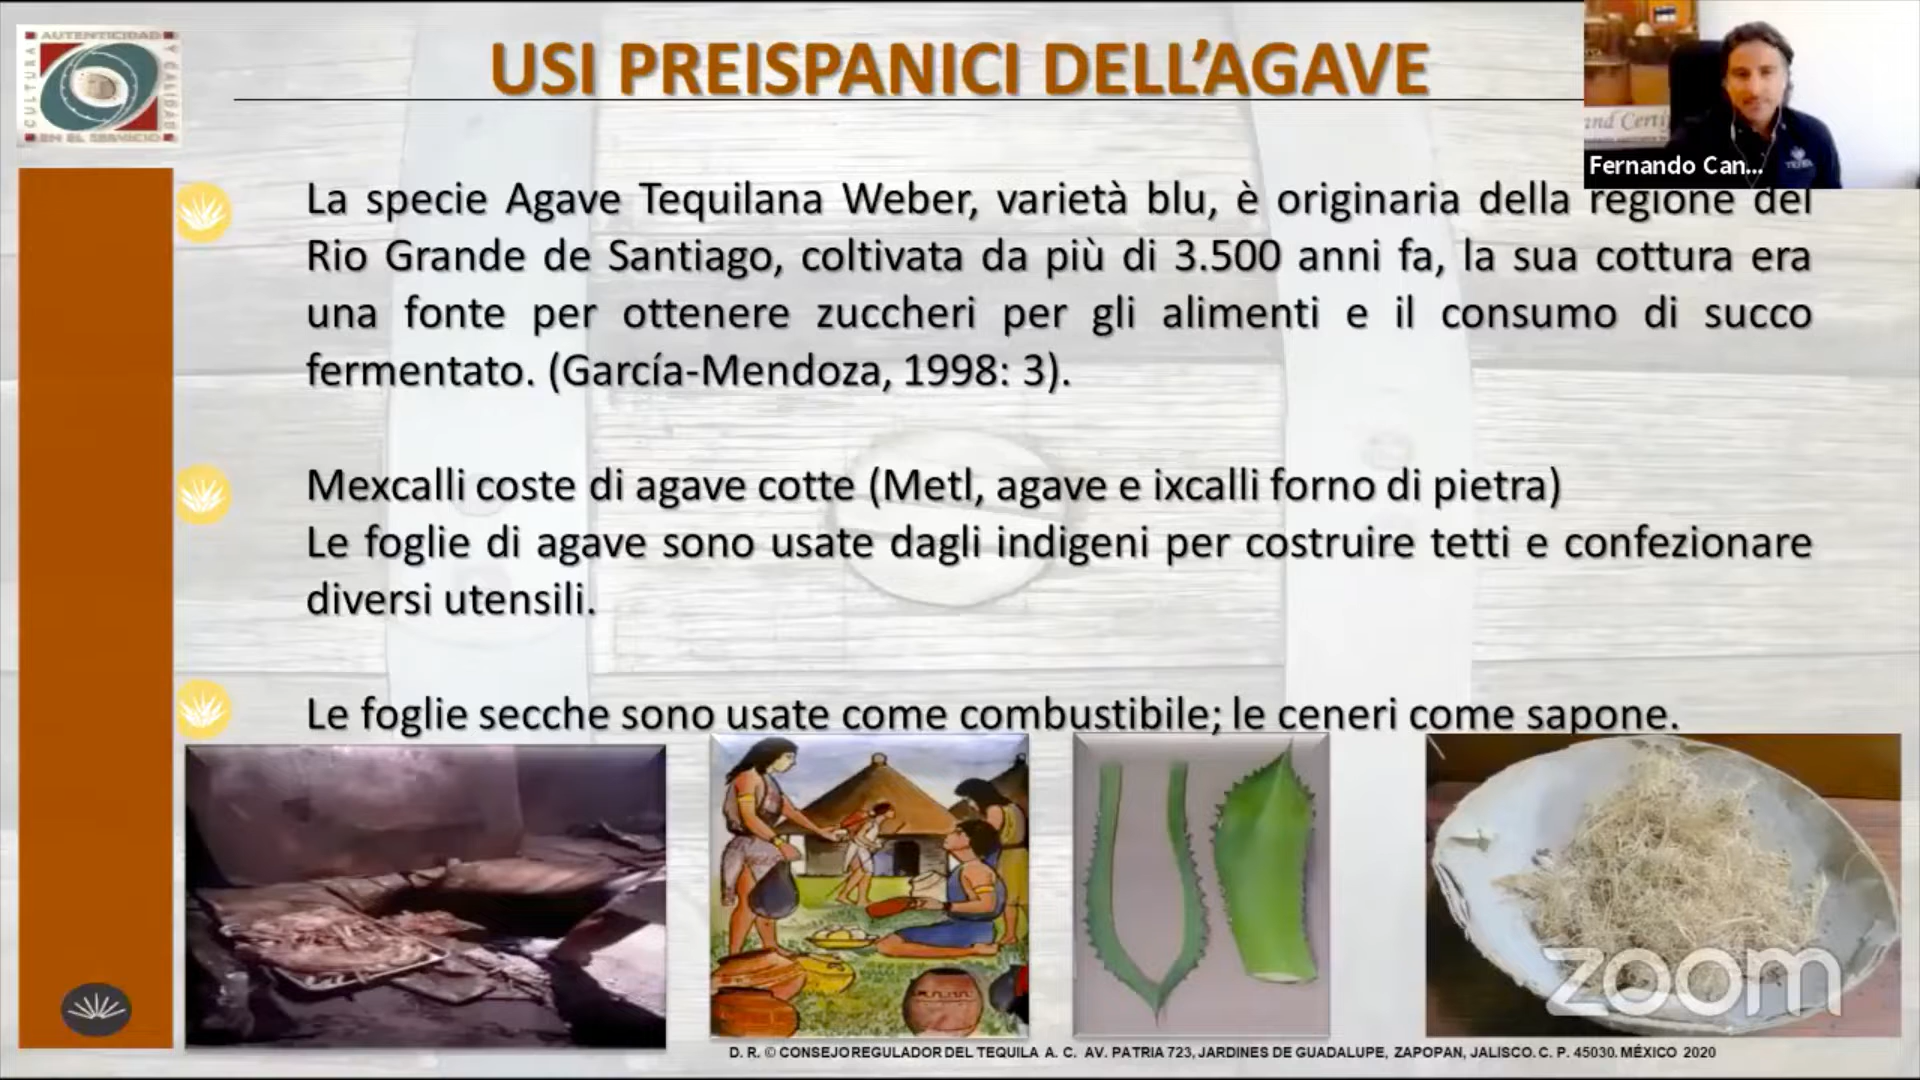 AUTENTICIDAD
Y CALIDAD
CULTURA
EN EL SERVICIO
USI PREISPANICI DELL'AGAVE
and Certi
Fernando Can...
La specie Agave Tequilana Weber, varietà blu, è originaria della regione del
Rio Grande de Santiago, coltivata da più di 3.500 anni fa, la sua cottura era
una fonte per ottenere zuccheri per gli alimenti e il consumo di succo
fermentato. (García-Mendoza, 1998: 3).
Mexcalli coste di agave cotte (Metl, agave e ixcalli forno di pietra)
Le foglie di agave sono usate dagli indigeni per costruire tetti e confezionare
diversi utensili.
Le foglie secche sono usate come combustibile; le ceneri come sapone.
zoom
D. R. © CONSEJO REGULADOR DEL TEQUILA A. C. AV. PATRIA 723, JARDINES DE GUADALUPE, ZAPOPAN, JALISCO. C. P. 45030. MÉXICO 2020